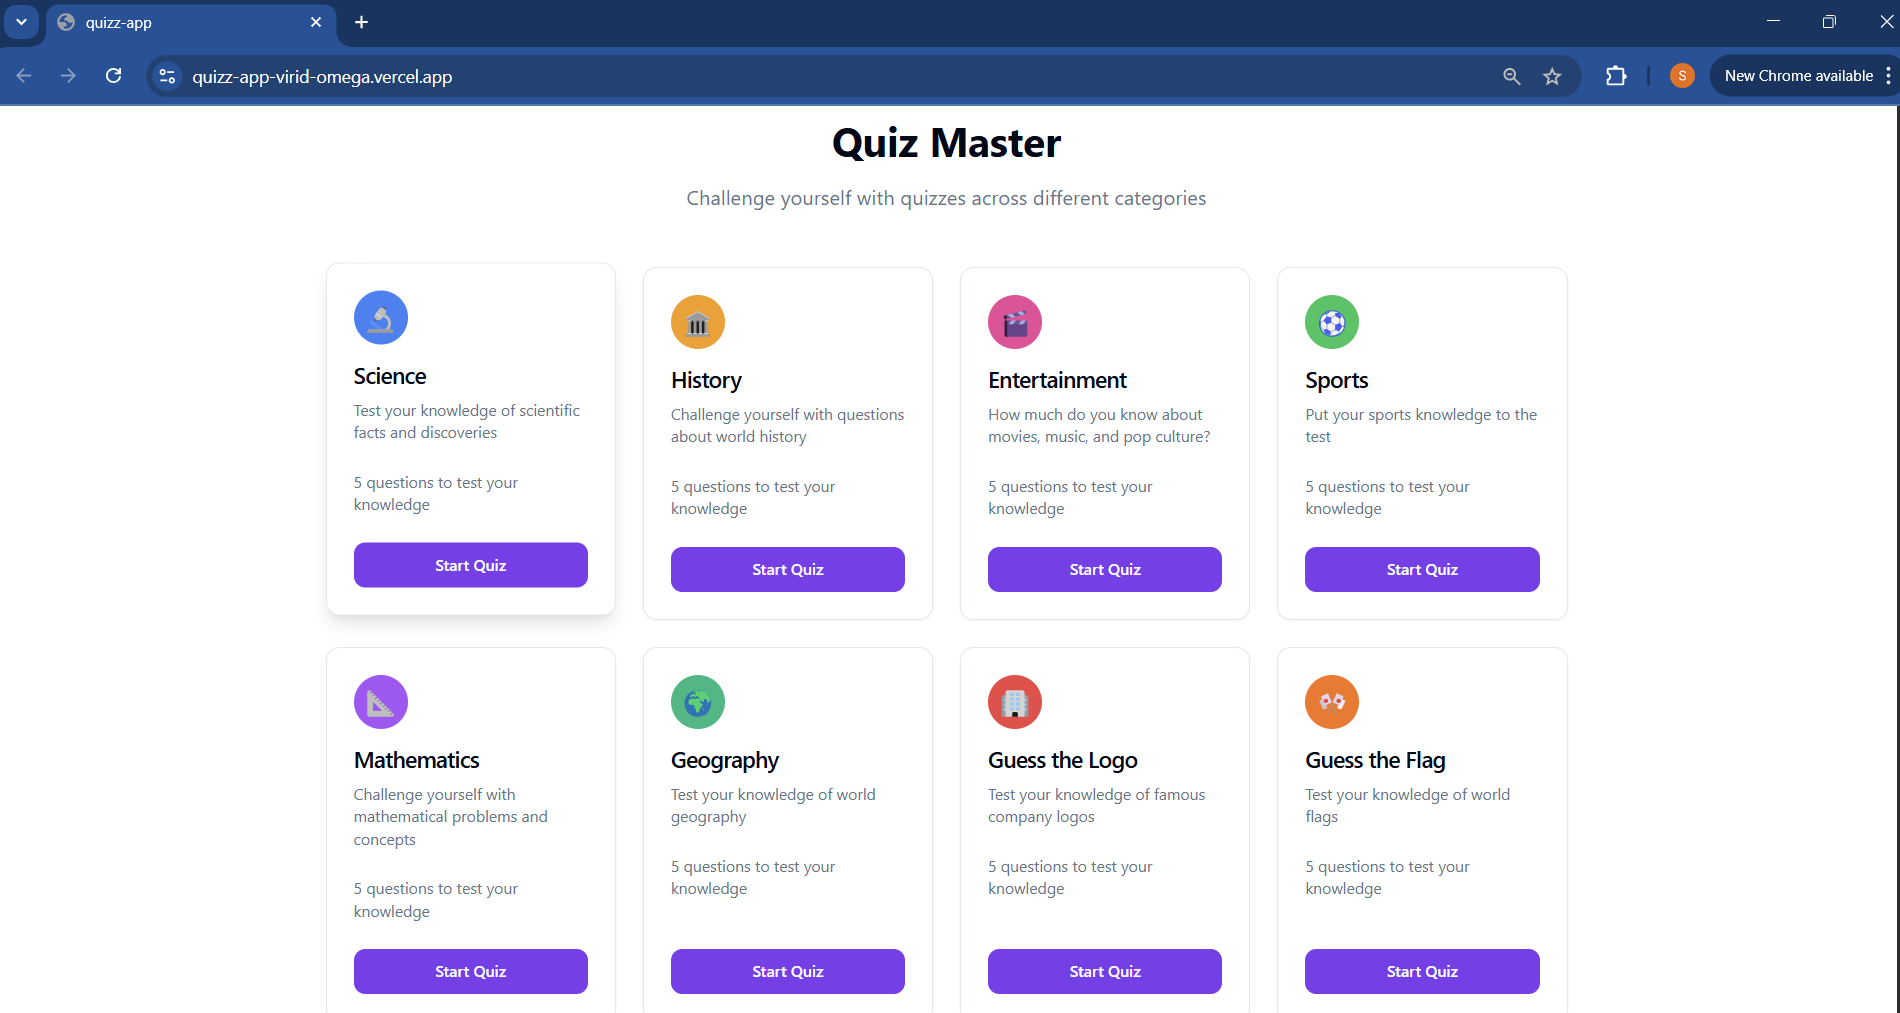 quizz-app
quizz-app-virid-omega.vercel.app
S
New Chrome available
Quiz Master
Challenge yourself with quizzes across different categories
Science
Test your knowledge of scientific
facts and discoveries
5 questions to test your
knowledge
Start Quiz
History
Challenge yourself with questions
about world history
5 questions to test your
knowledge
Start Quiz
Entertainment
How much do you know about
movies, music, and pop culture?
5 questions to test your
knowledge
Start Quiz
Sports
Put your sports knowledge to the
test
5 questions to test your
knowledge
Start Quiz
Mathematics
Challenge yourself with
mathematical problems and
concepts
5 questions to test your
knowledge
Start Quiz
Geography
Test your knowledge of world
geography
5 questions to test your
knowledge
Start Quiz
Guess the Logo
Test your knowledge of famous
company logos
5 questions to test your
knowledge
Start Quiz
Guess the Flag
Test your knowledge of world
flags
5 questions to test your
knowledge
Start Quiz